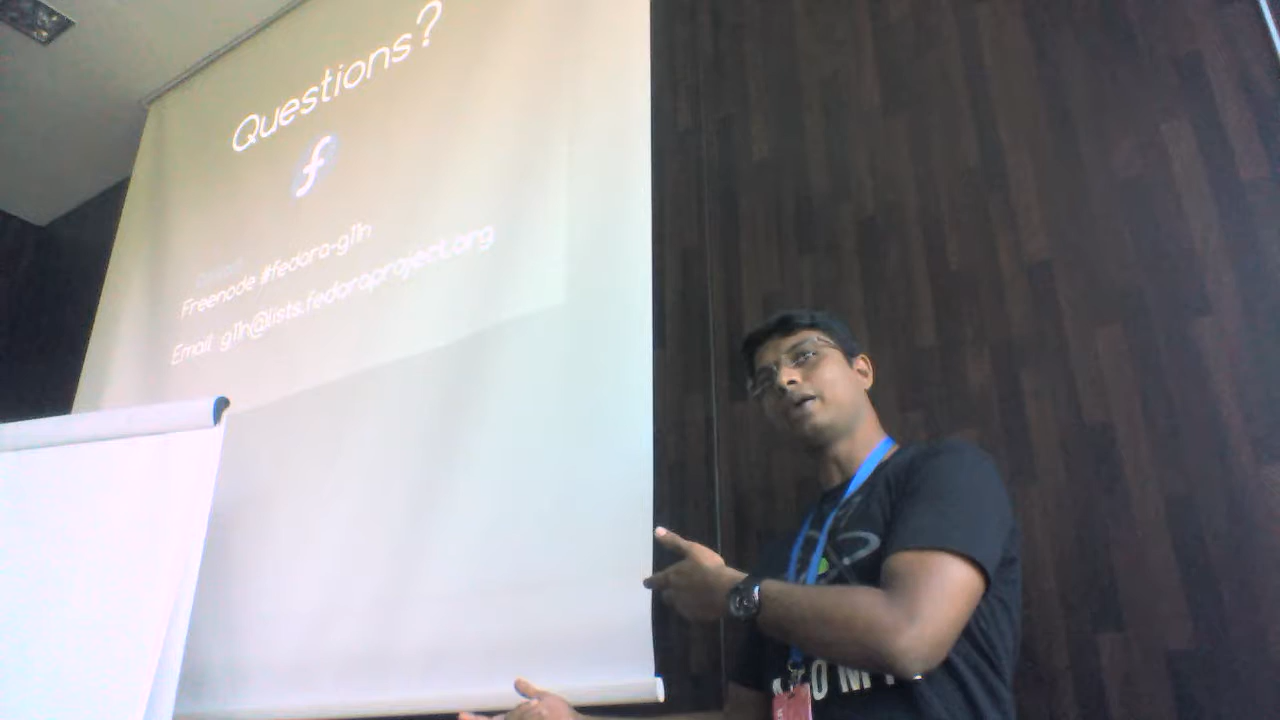 Questions?
f
Freenode #fedora-g11n
Email: g11n@lists.fedoraproject.org